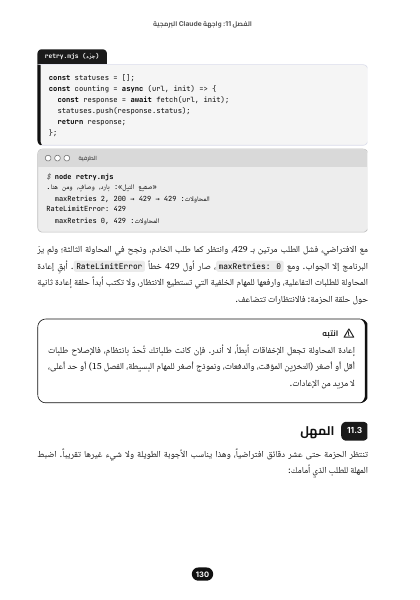 الفصل 11: واجهة Claude البرمجية
retry.mjs (جزء)
const statuses = [];
const counting = async (url, init) => {
  const response = await fetch(url, init);
  statuses.push(response.status);
  return response;
};
الطرفية
$ node retry.mjs
«صقيع الليل»: بارد، وصافٍ، ومن هنا.
maxRetries 2, المحاولات: 429 → 429 → 200
RateLimitError: 429
maxRetries 0, المحاولات: 429
مع الافتراضي، فشل الطلب مرتين بـ 429، وانتظر كما طلب الخادم، ونجح في المحاولة الثالثة؛ ولم يرَ
البرنامج إلا الجواب. ومع maxRetries: 0، صار أول 429 خطأ RateLimitError. أبقِ إعادة
المحاولة للطلبات التفاعلية، وارفعها للمهام الخلفية التي تستطيع الانتظار، ولا تكتب أبداً حلقة إعادة ثانية
حول حلقة الحزمة: فالانتظارات تتضاعف.
انتبه
إعادة المحاولة تجعل الإخفاقات أبطأ، لا أندر. فإن كانت طلباتك تُحدّ بانتظام، فالإصلاح طلبات
أقل أو أصغر (التخزين المؤقت، والدفعات، ونموذج أصغر للمهام البسيطة، الفصل 15) أو حد أعلى،
لا مزيد من الإعادات.
11.3 المهل
تنتظر الحزمة حتى عشر دقائق افتراضياً، وهذا يناسب الأجوبة الطويلة ولا شيء غيرها تقريباً. اضبط
المهلة للطلب الذي أمامك:
130